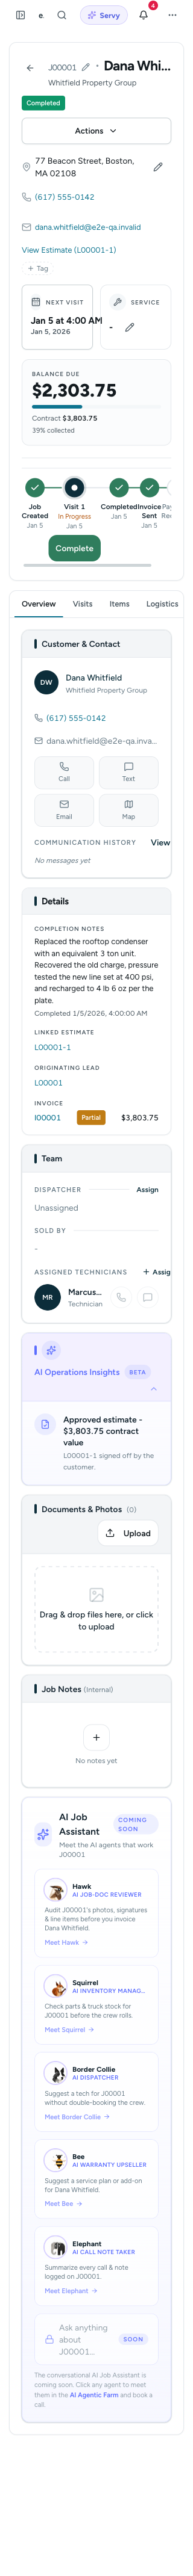 e.
Servy
4
J00001
Dana Whi...
Whitfield Property Group
Completed
Actions
77 Beacon Street, Boston,
MA 02108
(617) 555-0142
dana.whitfield@e2e-qa.invalid
View Estimate (L00001-1)
+ Tag
NEXT VISIT
Jan 5 at 4:00 AM
Jan 5, 2026
SERVICE
-
BALANCE DUE
$2,303.75
Contract $3,803.75
39% collected
Job
Created
Jan 5
Visit 1
In Progress
Jan 5
Completed
Jan 5
Invoice
Sent
Jan 5
Complete
Overview
Visits
Items
Logistics
Customer & Contact
DW
Dana Whitfield
Whitfield Property Group
(617) 555-0142
dana.whitfield@e2e-qa.inva...
Call
Text
Email
Map
COMMUNICATION HISTORY
View
No messages yet
Details
COMPLETION NOTES
Replaced the rooftop condenser
with an equivalent 3 ton unit.
Recovered the old charge, pressure
tested the new line set at 400 psi,
and recharged to 4 lb 6 oz per the
plate.
Completed 1/5/2026, 4:00:00 AM
LINKED ESTIMATE
L00001-1
ORIGINATING LEAD
L00001
INVOICE
I00001
Partial
$3,803.75
Team
DISPATCHER
Assign
Unassigned
SOLD BY
-
ASSIGNED TECHNICIANS
+ Assig
MR
Marcus...
Technician
AI Operations Insights
BETA
Approved estimate -
$3,803.75 contract
value
L00001-1 signed off by the
customer.
Documents & Photos (0)
Upload
Drag & drop files here, or click
to upload
Job Notes (Internal)
No notes yet
AI Job
Assistant
COMING
SOON
Meet the AI agents that work
J00001
Hawk
AI JOB-DOC REVIEWER
Audit J00001's photos, signatures
& line items before you invoice
Dana Whitfield.
Meet Hawk →
Squirrel
AI INVENTORY MANAG...
Check parts & truck stock for
J00001 before the crew rolls.
Meet Squirrel →
Border Collie
AI DISPATCHER
Suggest a tech for J00001
without double-booking the crew.
Meet Border Collie →
Bee
AI WARRANTY UPSELLER
Suggest a service plan or add-on
for Dana Whitfield.
Meet Bee →
Elephant
AI CALL NOTE TAKER
Summarize every call & note
logged on J00001.
Meet Elephant →
Ask anything
about
J00001...
SOON
The conversational AI Job Assistant is
coming soon. Click any agent to meet
them in the AI Agentic Farm and book a
call.